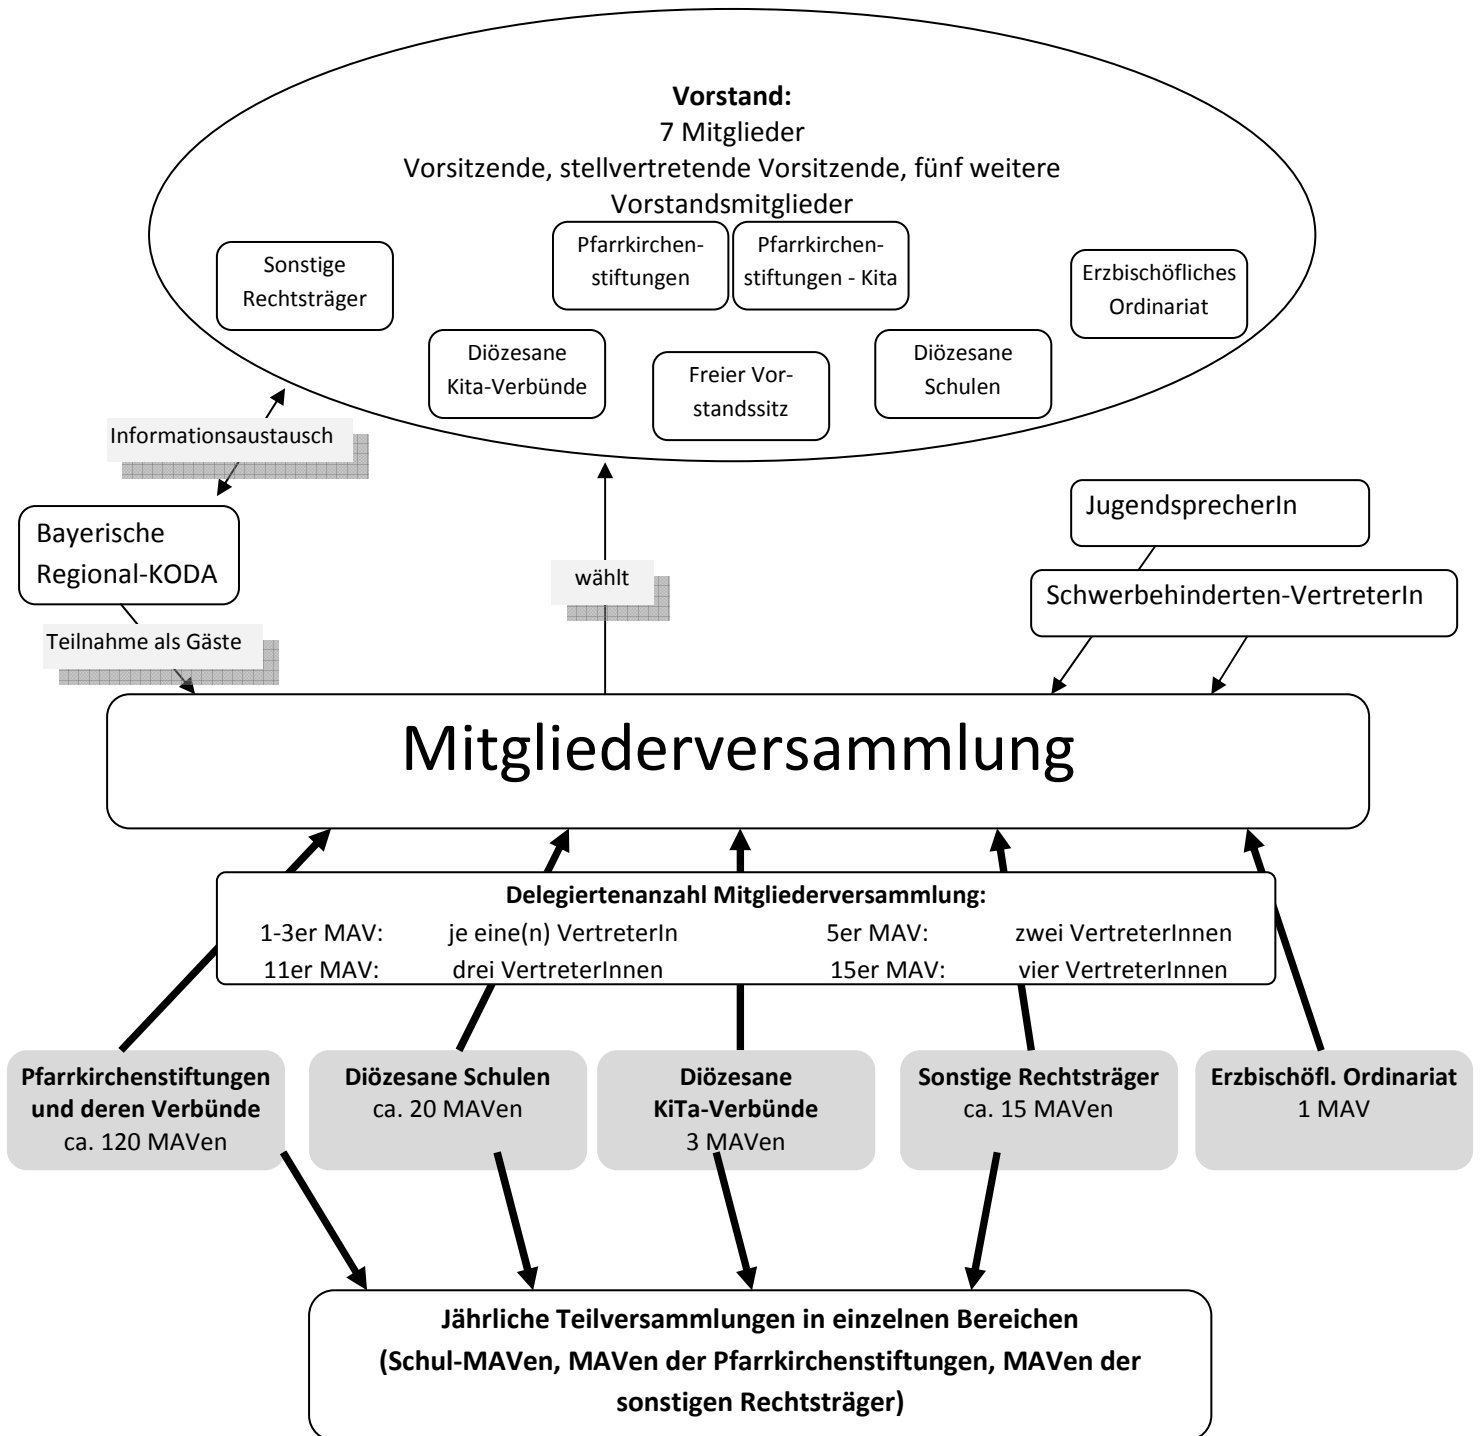 Vorstand:
7 Mitglieder
Vorsitzende, stellvertretende Vorsitzende, fünf weitere
Vorstandsmitglieder
Sonstige
Rechtsträger
Pfarrkirchen-
stiftungen
Pfarrkirchen-
stiftungen - Kita
Erzbischöfliches
Ordinariat
Diözesane
Kita-Verbünde
Freier Vor-
standssitz
Diözesane
Schulen
Informationsaustausch
Bayerische
Regional-KODA
Teilnahme als Gäste
wählt
JugendsprecherIn
Schwerbehinderten-VertreterIn
Mitgliederversammlung
Delegiertenanzahl Mitgliederversammlung:
1-3er MAV: je eine(n) VertreterIn 5er MAV: zwei VertreterInnen
11er MAV: drei VertreterInnen 15er MAV: vier VertreterInnen
Pfarrkirchenstiftungen
und deren Verbünde
ca. 120 MAVen
Diözesane Schulen
ca. 20 MAVen
Diözesane
KiTa-Verbünde
3 MAVen
Sonstige Rechtsträger
ca. 15 MAVen
Erzbischöfl. Ordinariat
1 MAV
Jährliche Teilversammlungen in einzelnen Bereichen
(Schul-MAVen, MAVen der Pfarrkirchenstiftungen, MAVen der
sonstigen Rechtsträger)